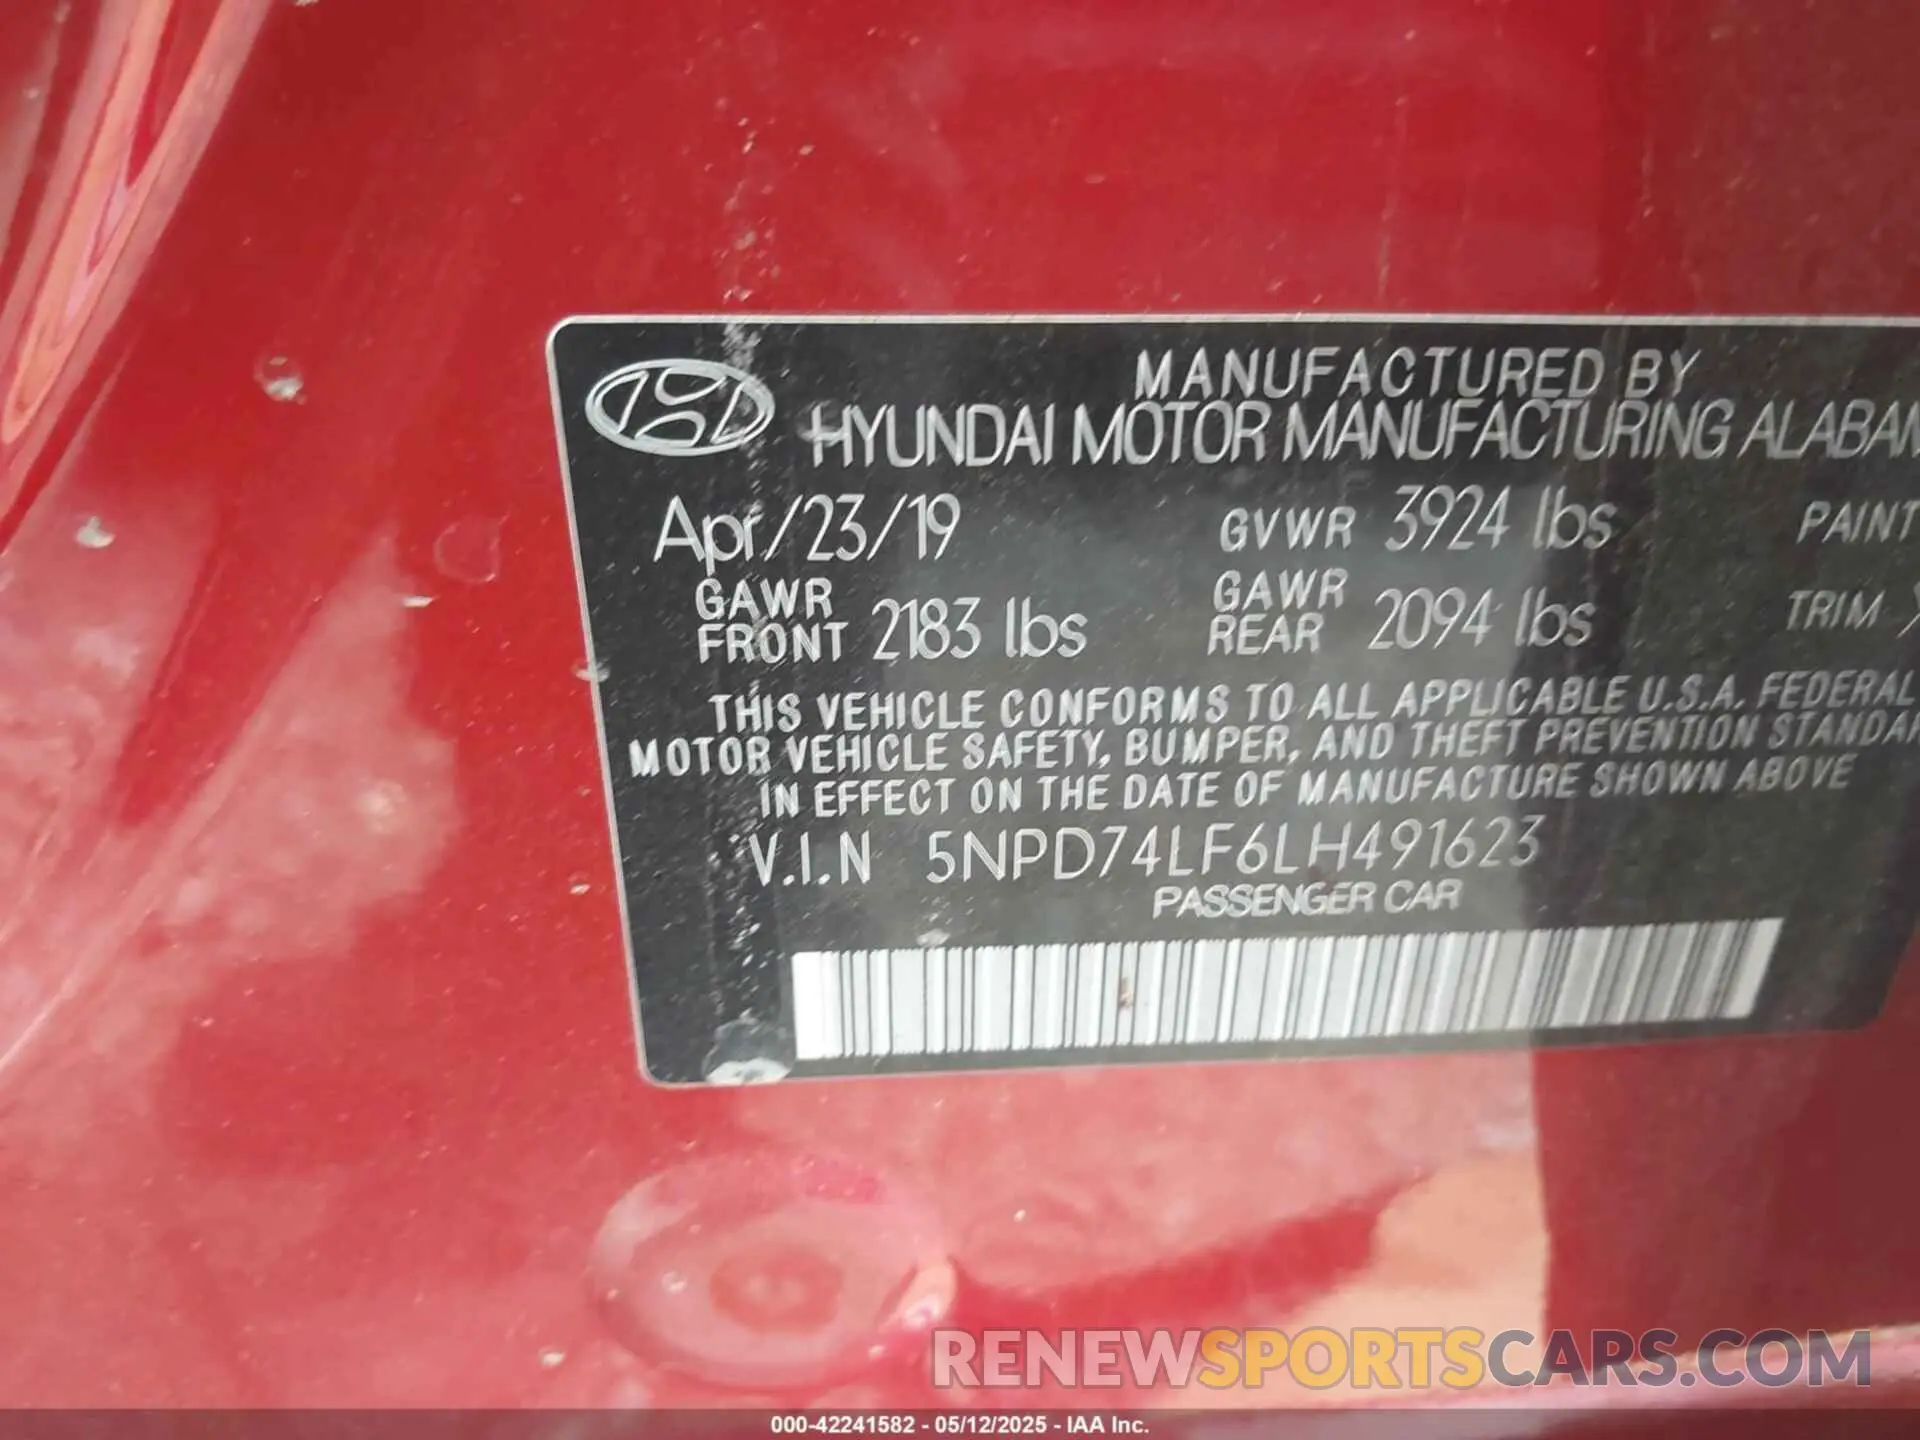 MANUFACTURED BY
HYUNDAI MOTOR MANUFACTURING ALABAM
Apr/23/19 GVWR 3924 lbs PAINT
GAWR FRONT 2183 lbs GAWR REAR 2094 lbs TRIM
THIS VEHICLE CONFORMS TO ALL APPLICABLE U.S.A. FEDERAL
MOTOR VEHICLE SAFETY, BUMPER, AND THEFT PREVENTION STANDAR
IN EFFECT ON THE DATE OF MANUFACTURE SHOWN ABOVE
V.I.N 5NPD74LF6LH491623
PASSENGER CAR
RENEWSPORTSCARS.COM
000-42241582 - 05/12/2025 - IAA Inc.